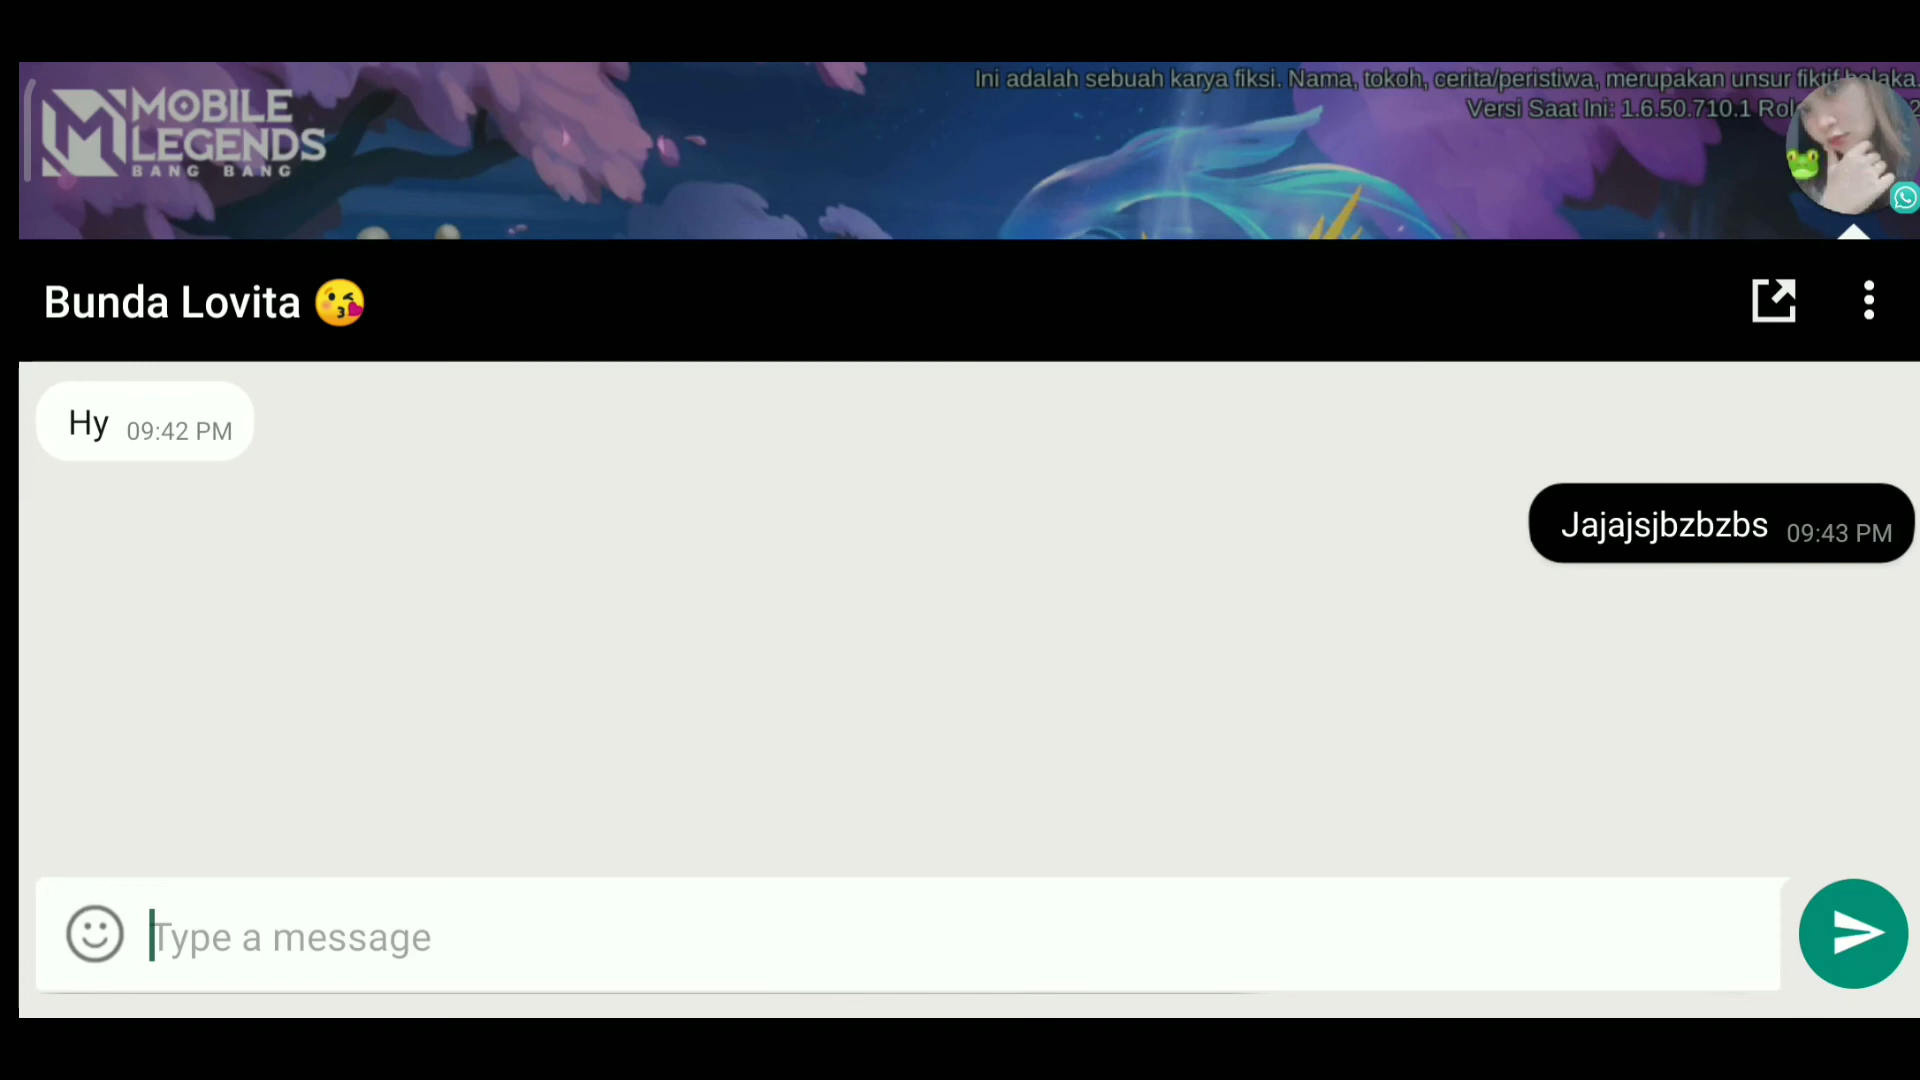 MOBILE
LEGENDS
BANG BANG
Ini adalah sebuah karya fiksi. Nama, tokoh, cerita/peristiwa, merupakan unsur fiktif belaka.
Versi Saat Ini: 1.6.50.710.1
Bunda Lovita 😘
Hy 09:42 PM
Jajajsjbzbzbs 09:43 PM
Type a message